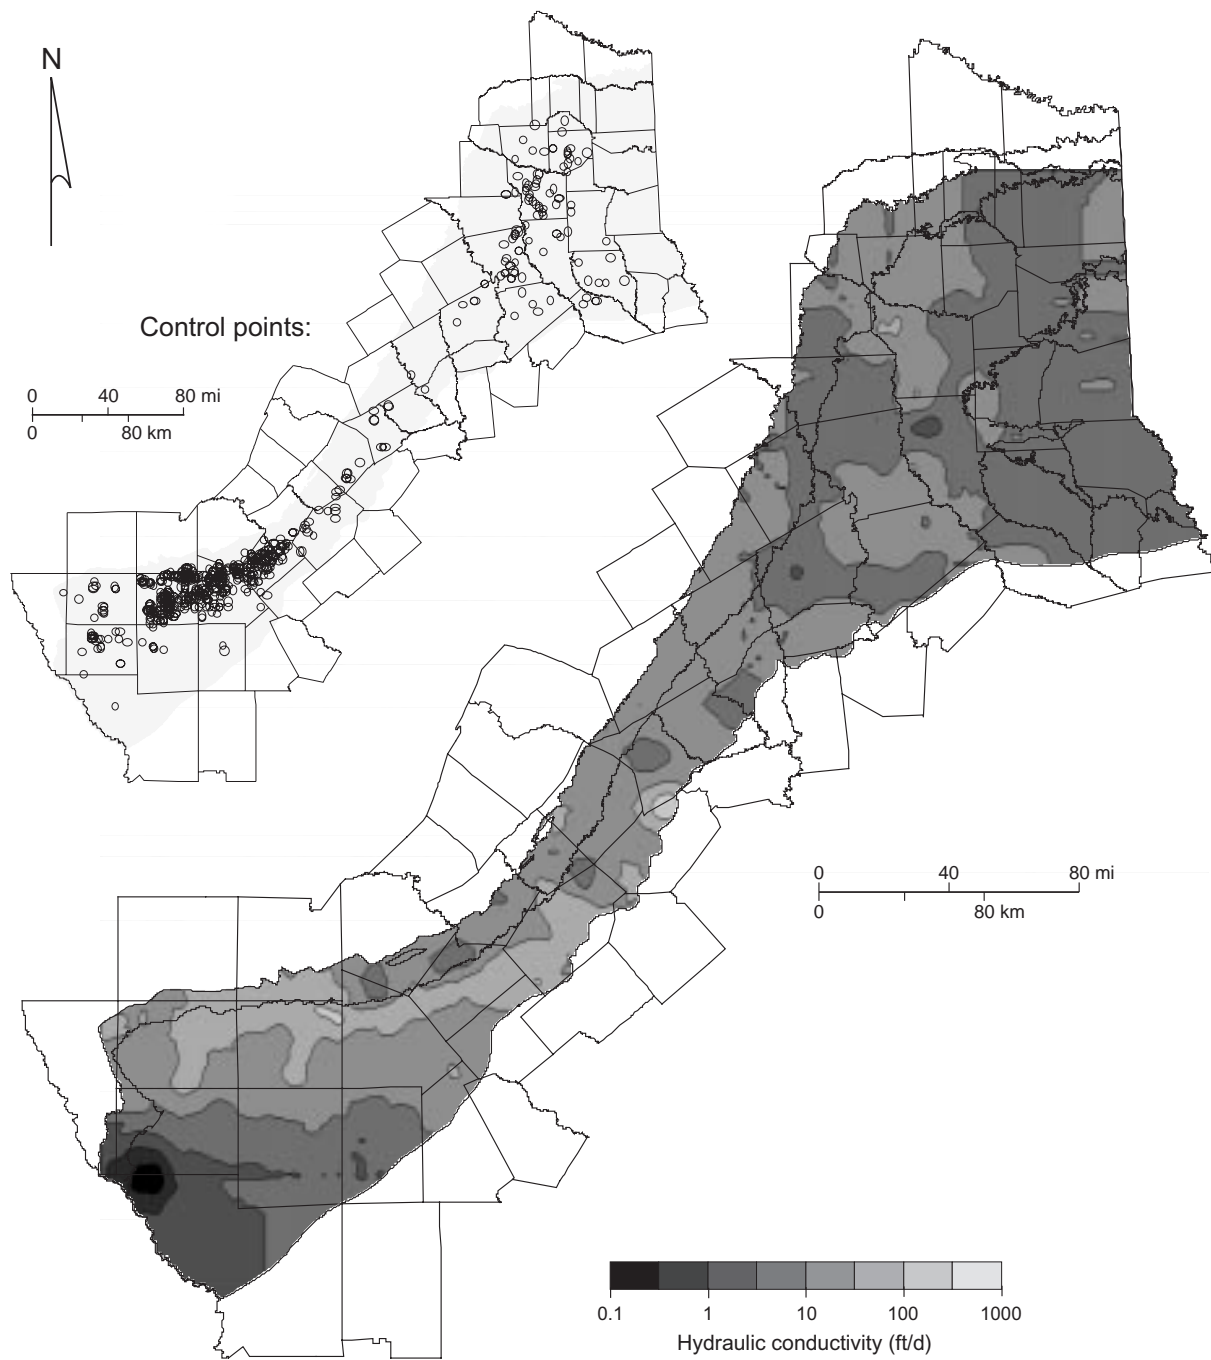 N
Control points:
0 40 80 mi
0 80 km
0 40 80 mi
0 80 km
0.1 1 10 100 1000
Hydraulic conductivity (ft/d)